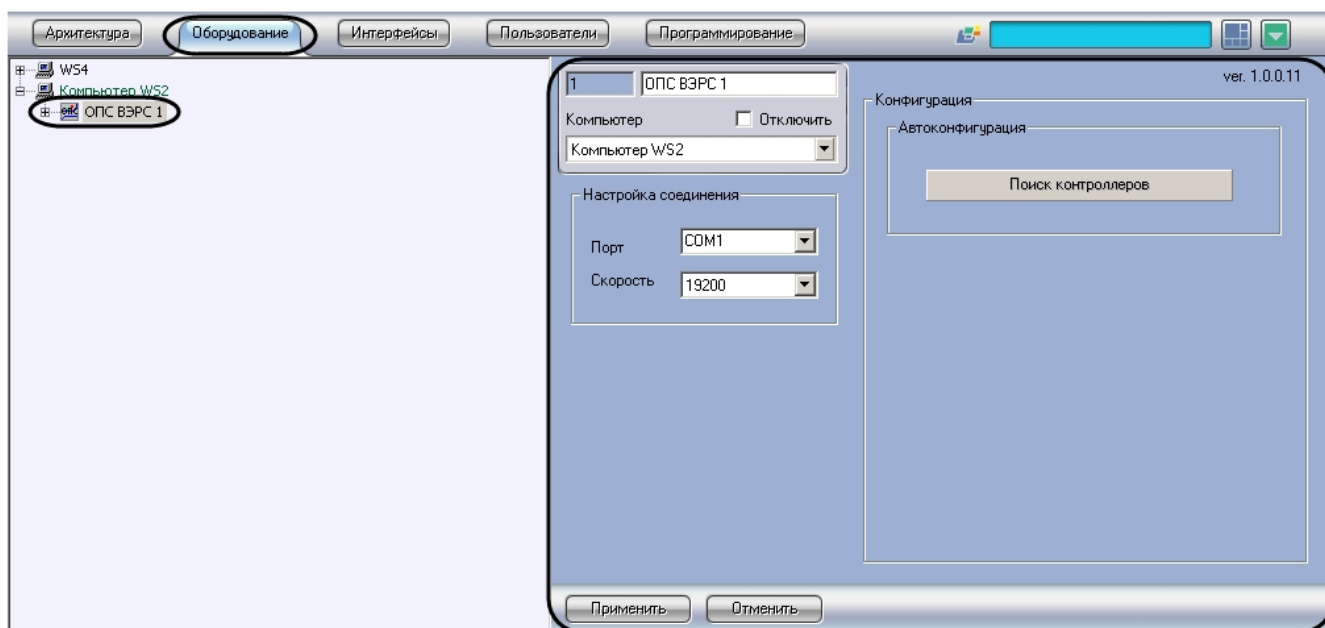 Архитектура Оборудование Интерфейсы Пользователи Программирование
WS4
Компьютер WS2
ОПС ВЭРС 1
1 ОПС ВЭРС 1
Компьютер Отключить
Компьютер WS2
Настройка соединения
Порт COM1
Скорость 19200
ver. 1.0.0.11
Конфигурация
Автоконфигурация
Поиск контроллеров
Применить Отменить